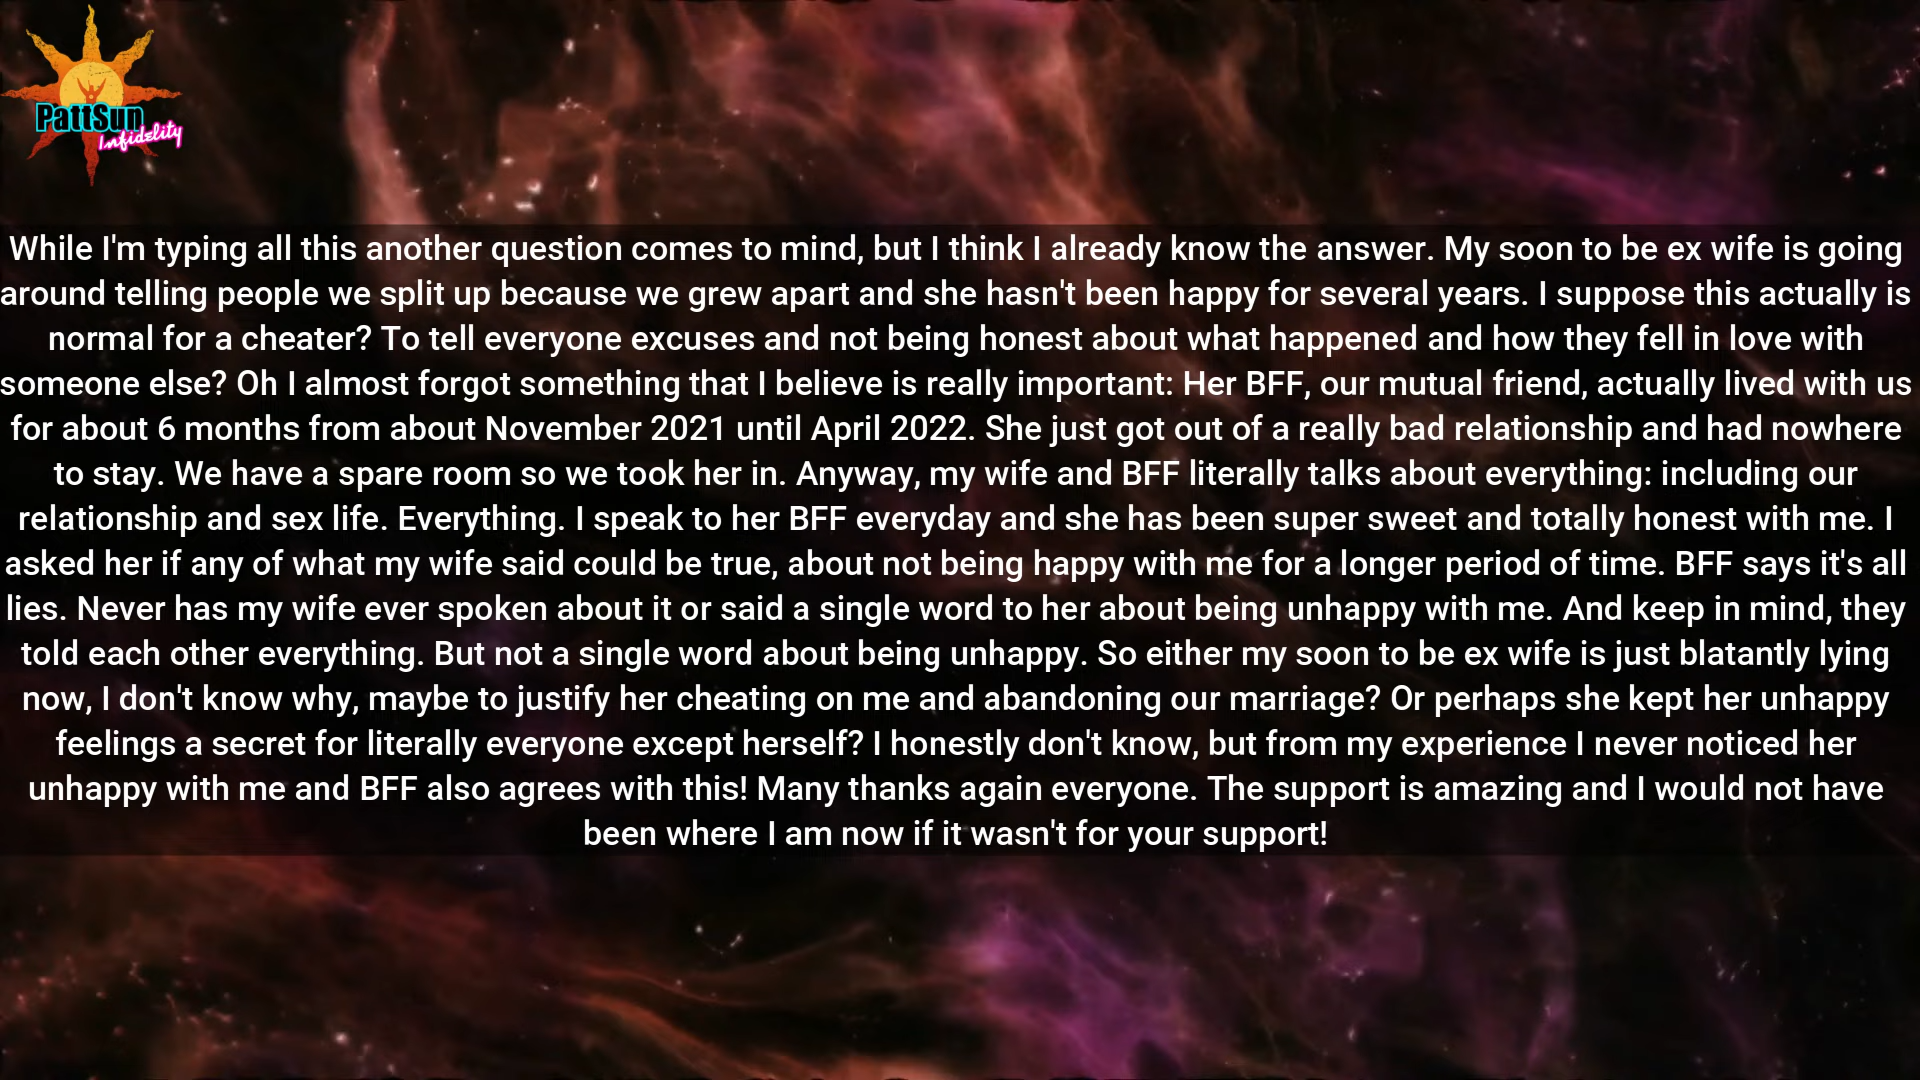 PattSun
Infidelity
While I'm typing all this another question comes to mind, but I think I already know the answer. My soon to be ex wife is going
around telling people we split up because we grew apart and she hasn't been happy for several years. I suppose this actually is
normal for a cheater? To tell everyone excuses and not being honest about what happened and how they fell in love with
someone else? Oh I almost forgot something that I believe is really important: Her BFF, our mutual friend, actually lived with us
for about 6 months from about November 2021 until April 2022. She just got out of a really bad relationship and had nowhere
to stay. We have a spare room so we took her in. Anyway, my wife and BFF literally talks about everything: including our
relationship and sex life. Everything. I speak to her BFF everyday and she has been super sweet and totally honest with me. I
asked her if any of what my wife said could be true, about not being happy with me for a longer period of time. BFF says it's all
lies. Never has my wife ever spoken about it or said a single word to her about being unhappy with me. And keep in mind, they
told each other everything. But not a single word about being unhappy. So either my soon to be ex wife is just blatantly lying
now, I don't know why, maybe to justify her cheating on me and abandoning our marriage? Or perhaps she kept her unhappy
feelings a secret for literally everyone except herself? I honestly don't know, but from my experience I never noticed her
unhappy with me and BFF also agrees with this! Many thanks again everyone. The support is amazing and I would not have
been where I am now if it wasn't for your support!